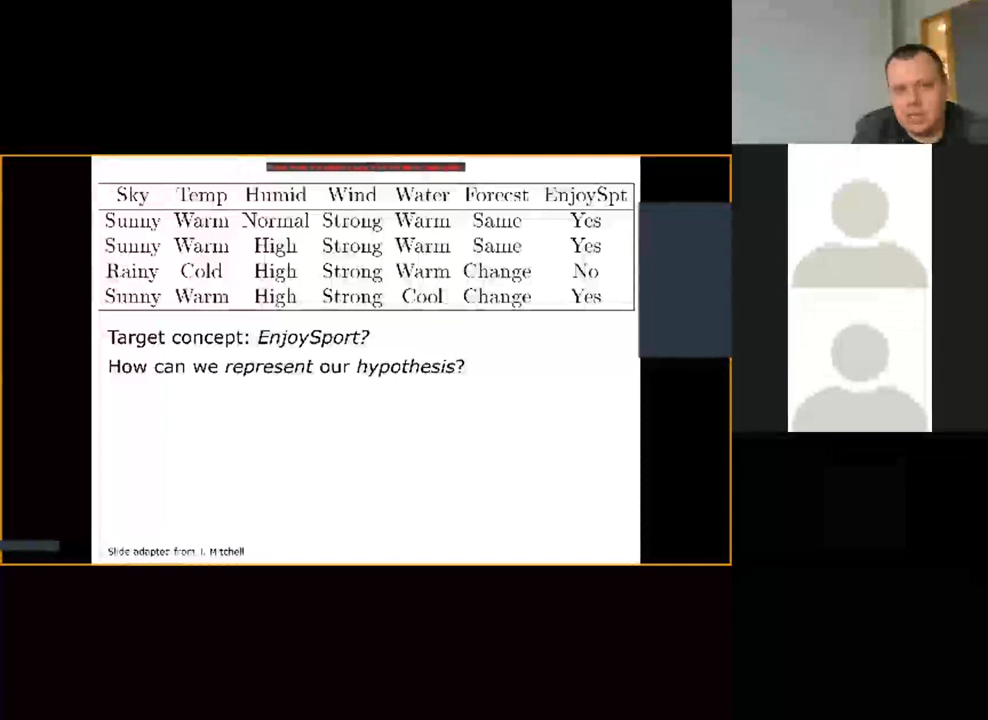 Sky Temp Humid Wind Water Forecst EnjoySpt
Sunny Warm Normal Strong Warm Same Yes
Sunny Warm High Strong Warm Same Yes
Rainy Cold High Strong Warm Change No
Sunny Warm High Strong Cool Change Yes
Target concept: EnjoySport?
How can we represent our hypothesis?
Slide adapted from T. Mitchell